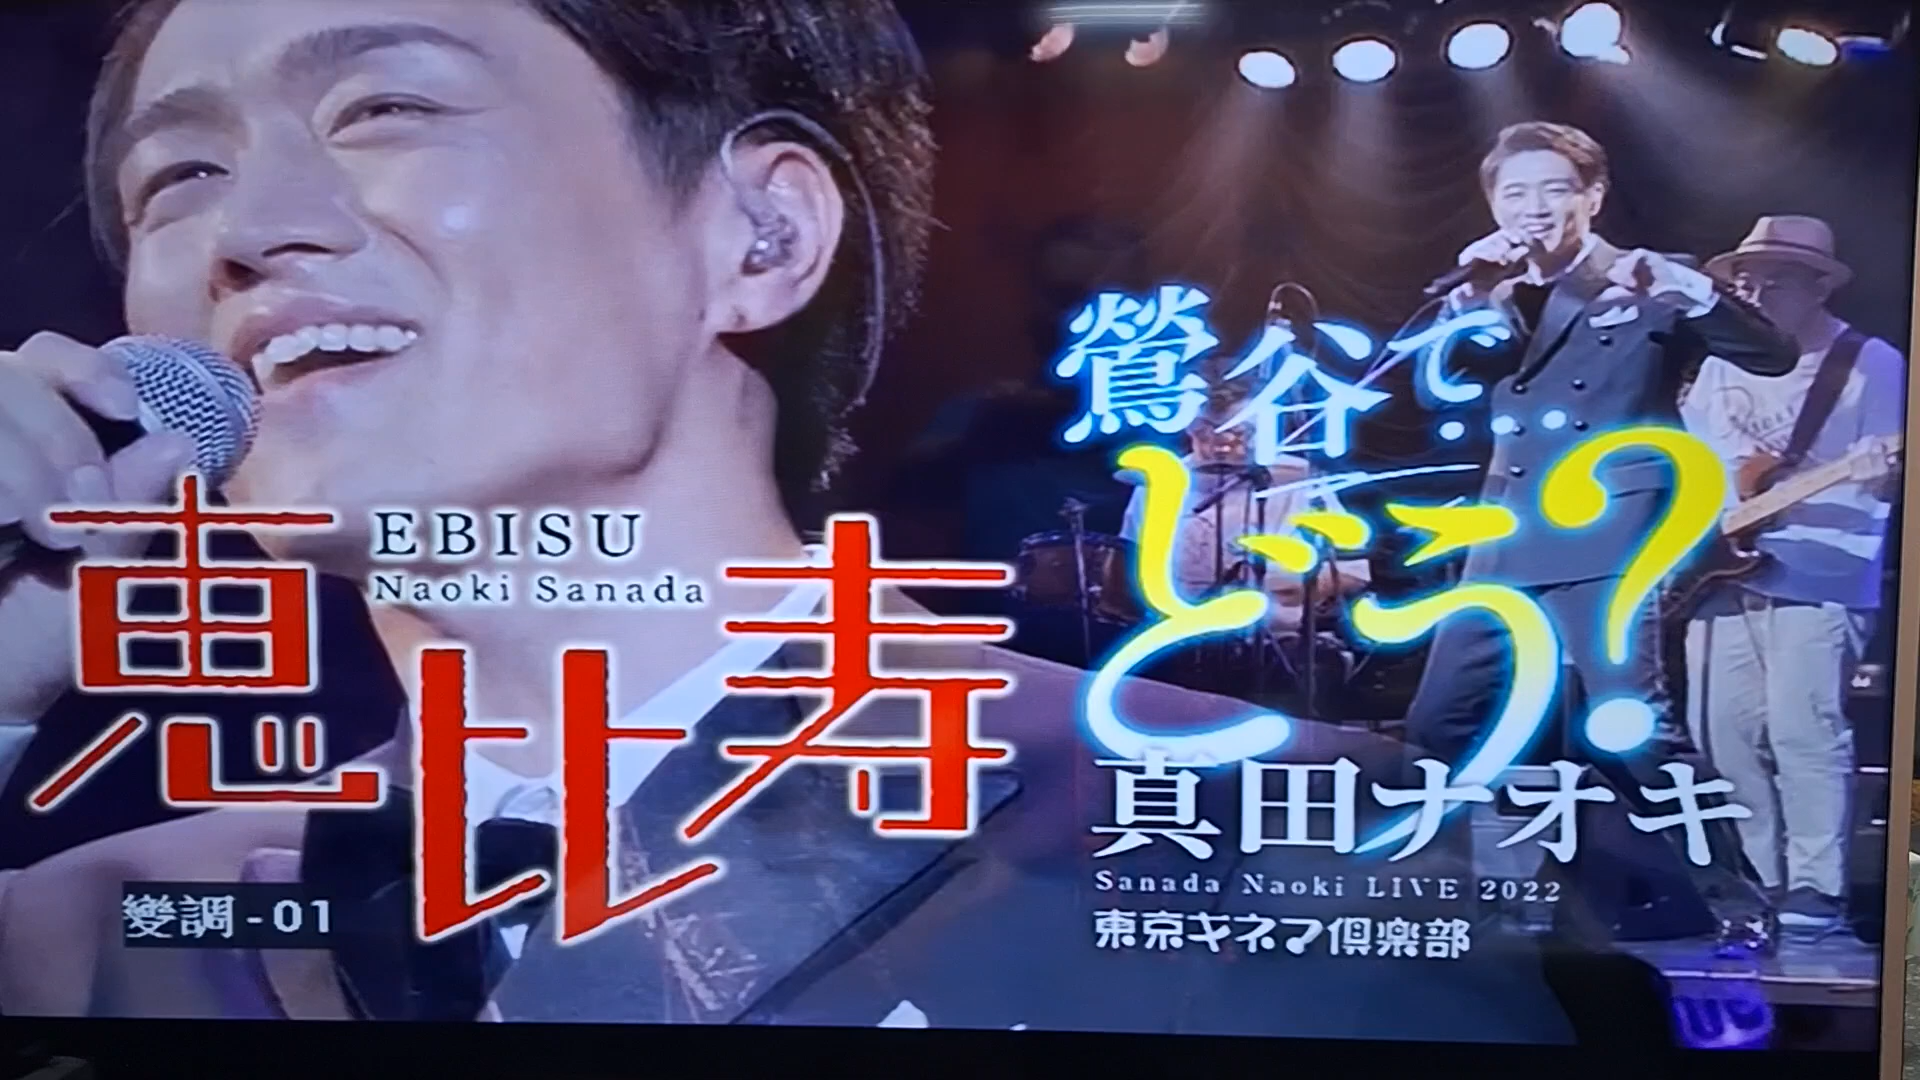 恵比寿
EBISU
Naoki Sanada
變調-01
鶯谷で…
どう?
真田ナオキ
Sanada Naoki LIVE 2022
東京キネマ倶楽部